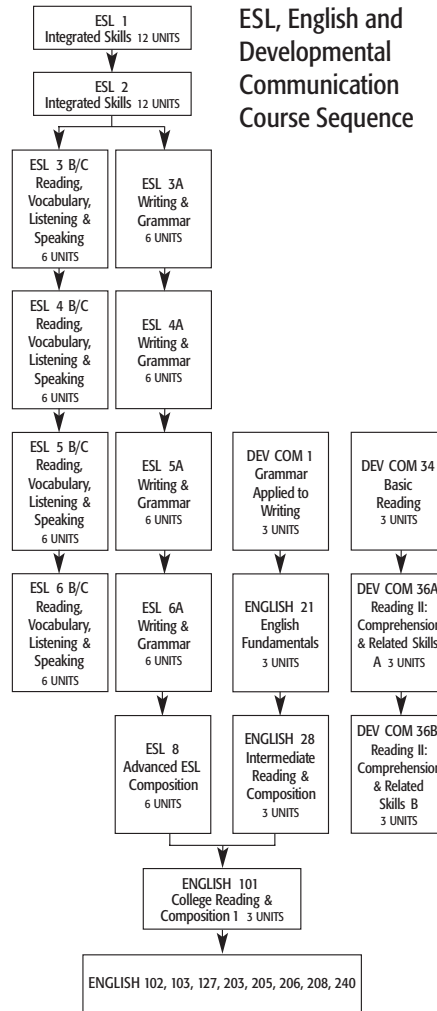 ESL, English and
Developmental
Communication
Course Sequence
ESL 1
Integrated Skills 12 UNITS
ESL 2
Integrated Skills 12 UNITS
ESL 3 B/C
Reading,
Vocabulary,
Listening &
Speaking
6 UNITS
ESL 3A
Writing &
Grammar
6 UNITS
ESL 4 B/C
Reading,
Vocabulary,
Listening &
Speaking
6 UNITS
ESL 4A
Writing &
Grammar
6 UNITS
ESL 5 B/C
Reading,
Vocabulary,
Listening &
Speaking
6 UNITS
ESL 5A
Writing &
Grammar
6 UNITS
DEV COM 1
Grammar
Applied to
Writing
3 UNITS
DEV COM 34
Basic
Reading
3 UNITS
ESL 6 B/C
Reading,
Vocabulary,
Listening &
Speaking
6 UNITS
ESL 6A
Writing &
Grammar
6 UNITS
ENGLISH 21
English
Fundamentals
3 UNITS
DEV COM 36A
Reading II:
Comprehension
& Related Skills
A 3 UNITS
ESL 8
Advanced ESL
Composition
6 UNITS
ENGLISH 28
Intermediate
Reading &
Composition
3 UNITS
DEV COM 36B
Reading II:
Comprehension
& Related
Skills B
3 UNITS
ENGLISH 101
College Reading &
Composition 1 3 UNITS
ENGLISH 102, 103, 127, 203, 205, 206, 208, 240